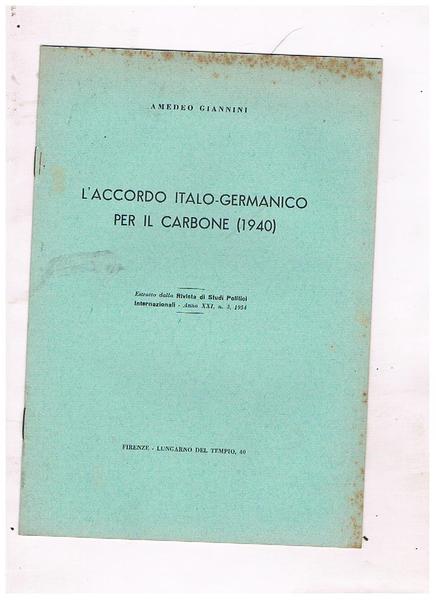 AMEDEO GIANNINI
L'ACCORDO ITALO-GERMANICO
PER IL CARBONE (1940)
Estratto dalla Rivista di Studi Politici
Internazionali - Anno XXI, n. 3, 1954
FIRENZE - LUNGARNO DEL TEMPIO, 40